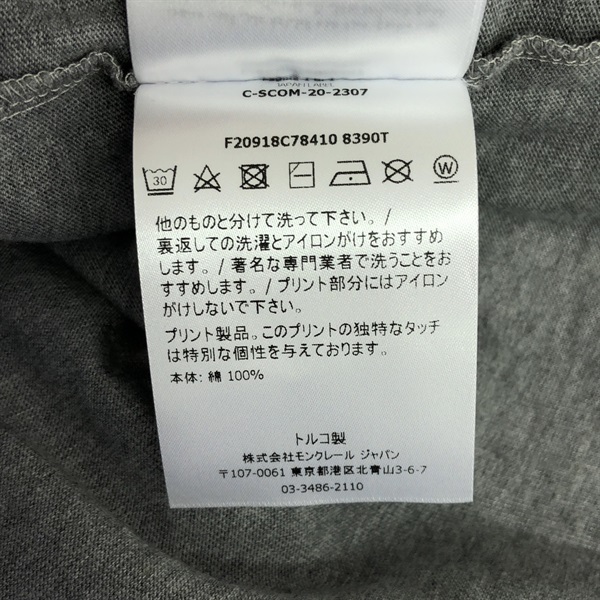 JAPAN LABEL
C-SCOM-20-2307
F20918C78410 8390T
30
W
他のものと分けて洗って下さい。/
裏返しての洗濯とアイロンがけをおすすめ
します。/ 著名な専門業者で洗うことをお
すすめします。/ プリント部分にはアイロン
がけしないで下さい。
プリント製品。このプリントの独特なタッチ
は特別な個性を与えております。
本体: 綿 100%
トルコ製
株式会社モンクレール ジャパン
〒107-0061 東京都港区北青山3-6-7
03-3486-2110